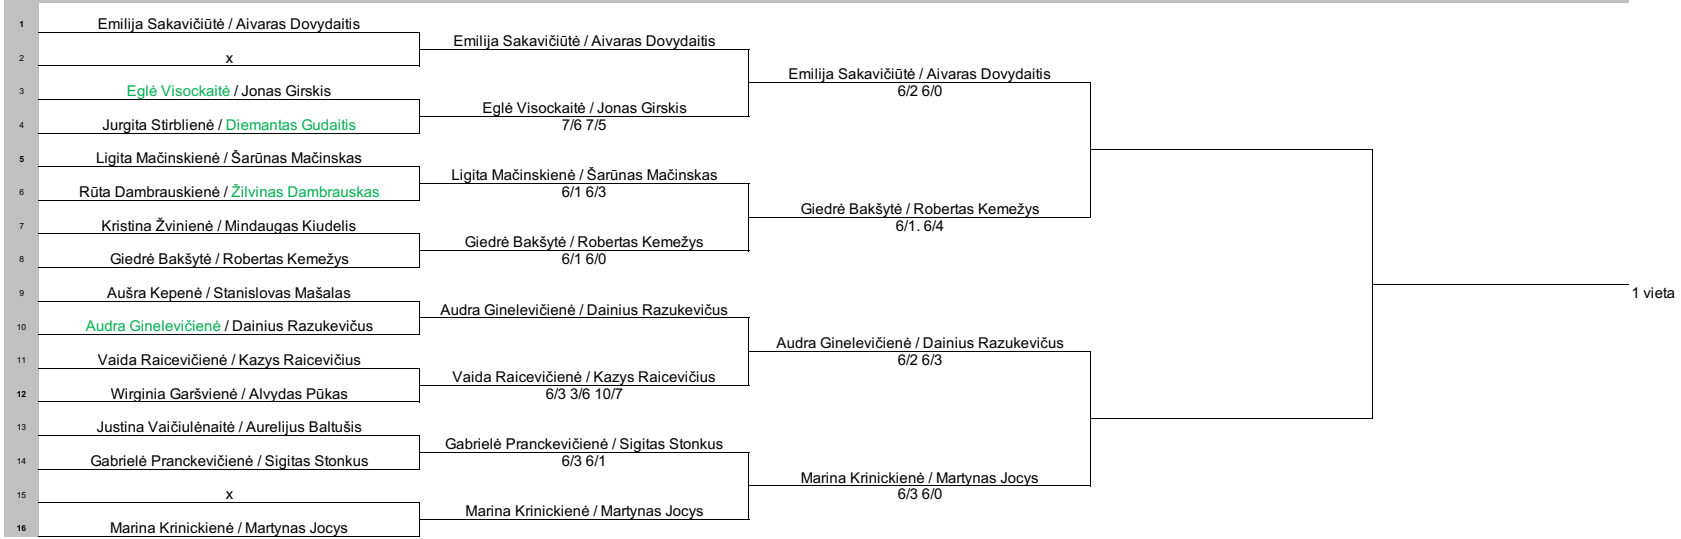 1 Emilija Sakavičiūtė / Aivaras Dovydaitis
Emilija Sakavičiūtė / Aivaras Dovydaitis
2 x
Emilija Sakavičiūtė / Aivaras Dovydaitis
3 Eglė Visockaitė / Jonas Girskis
6/2 6/0
Eglė Visockaitė / Jonas Girskis
4 Jurgita Stirblienė / Diemantas Gudaitis
7/6 7/5
5 Ligita Mačinskienė / Šarūnas Mačinskas
Ligita Mačinskienė / Šarūnas Mačinskas
6 Rūta Dambrauskienė / Žilvinas Dambrauskas
6/1 6/3
Giedrė Bakšytė / Robertas Kemežys
7 Kristina Žvinienė / Mindaugas Kiudelis
6/1. 6/4
Giedrė Bakšytė / Robertas Kemežys
8 Giedrė Bakšytė / Robertas Kemežys
6/1 6/0
9 Aušra Kepenė / Stanislovas Mašalas
1 vieta
Audra Ginelevičienė / Dainius Razukevičus
10 Audra Ginelevičienė / Dainius Razukevičus
Audra Ginelevičienė / Dainius Razukevičus
11 Vaida Raicevičienė / Kazys Raicevičius
6/2 6/3
Vaida Raicevičienė / Kazys Raicevičius
12 Wirginia Garšvienė / Alvydas Pūkas
6/3 3/6 10/7
13 Justina Vaičiulėnaitė / Aurelijus Baltušis
Gabrielė Pranckevičienė / Sigitas Stonkus
14 Gabrielė Pranckevičienė / Sigitas Stonkus
6/3 6/1
Marina Krinickienė / Martynas Jocys
15 x
6/3 6/0
Marina Krinickienė / Martynas Jocys
16 Marina Krinickienė / Martynas Jocys